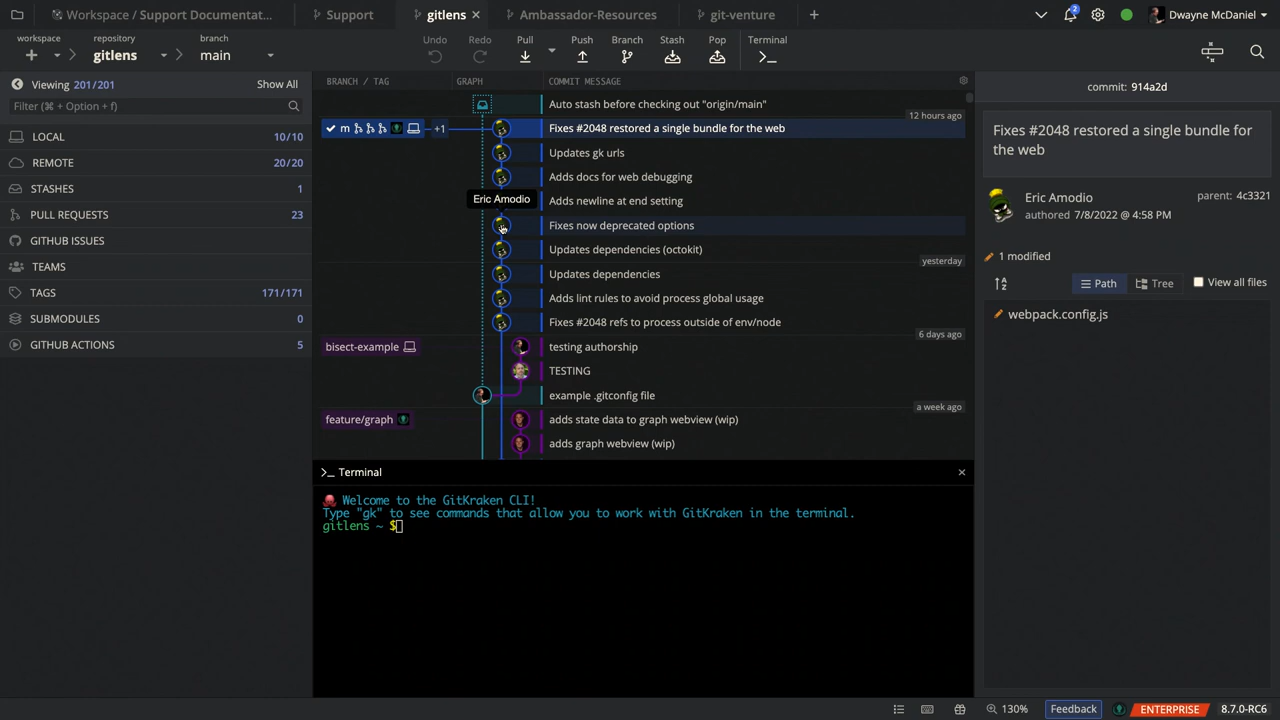 Workspace / Support Documentat...
Support
gitlens ×
Ambassador-Resources
git-venture
+
2
Dwayne McDaniel
workspace
repository
gitlens
branch
main
Undo
Redo
Pull
Push
Branch
Stash
Pop
Terminal
Viewing 201/201
Show All
Filter (⌘ + Option + f)
LOCAL 10/10
REMOTE 20/20
STASHES 1
PULL REQUESTS 23
GITHUB ISSUES
TEAMS
TAGS 171/171
SUBMODULES 0
GITHUB ACTIONS 5
BRANCH / TAG
GRAPH
COMMIT MESSAGE
Auto stash before checking out "origin/main"
12 hours ago
m +1 Fixes #2048 restored a single bundle for the web
Updates gk urls
Adds docs for web debugging
Eric Amodio
Adds newline at end setting
Fixes now deprecated options
Updates dependencies (octokit)
yesterday
Updates dependencies
Adds lint rules to avoid process global usage
Fixes #2048 refs to process outside of env/node
6 days ago
bisect-example testing authorship
TESTING
example .gitconfig file
a week ago
feature/graph adds state data to graph webview (wip)
adds graph webview (wip)
>_ Terminal
Welcome to the GitKraken CLI!
Type "gk" to see commands that allow you to work with GitKraken in the terminal.
gitlens ~ $
commit: 914a2d
Fixes #2048 restored a single bundle for
the web
Eric Amodio
authored 7/8/2022 @ 4:58 PM
parent: 4c3321
1 modified
Path
Tree
View all files
webpack.config.js
130%
Feedback
ENTERPRISE
8.7.0-RC6